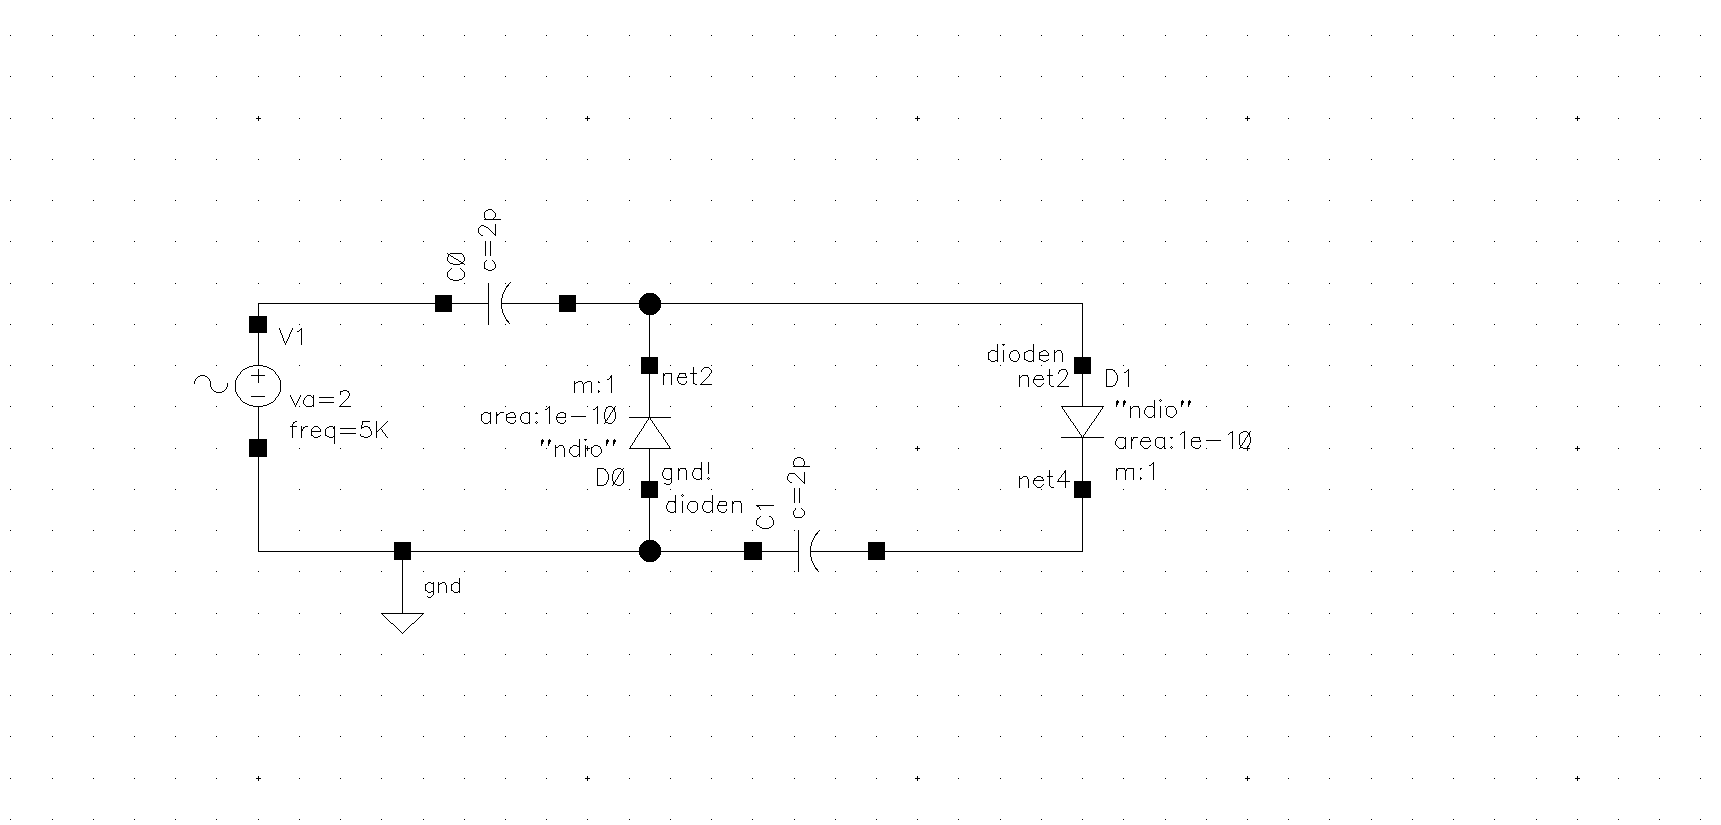 C0
c=2p
V1
va=2
freq=5K
m:1
net2
area:1e-10
"ndio"
D0
gnd!
dioden
C1
c=2p
gnd
dioden
net2
D1
"ndio"
area:1e-10
net4
m:1